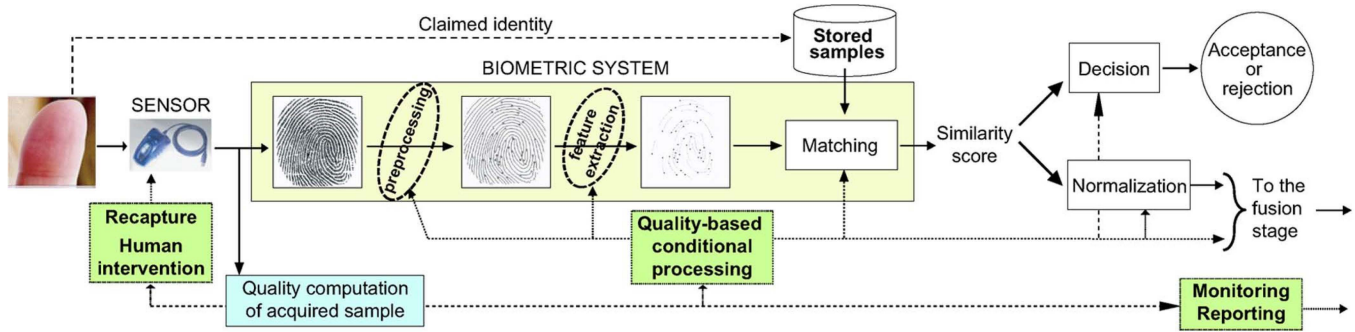 Claimed identity
Stored
samples
BIOMETRIC SYSTEM
SENSOR
preprocessing
feature
extraction
Matching
Similarity
score
Decision
Acceptance
or
rejection
Normalization
To the
fusion
stage
Recapture
Human
intervention
Quality-based
conditional
processing
Quality computation
of acquired sample
Monitoring
Reporting